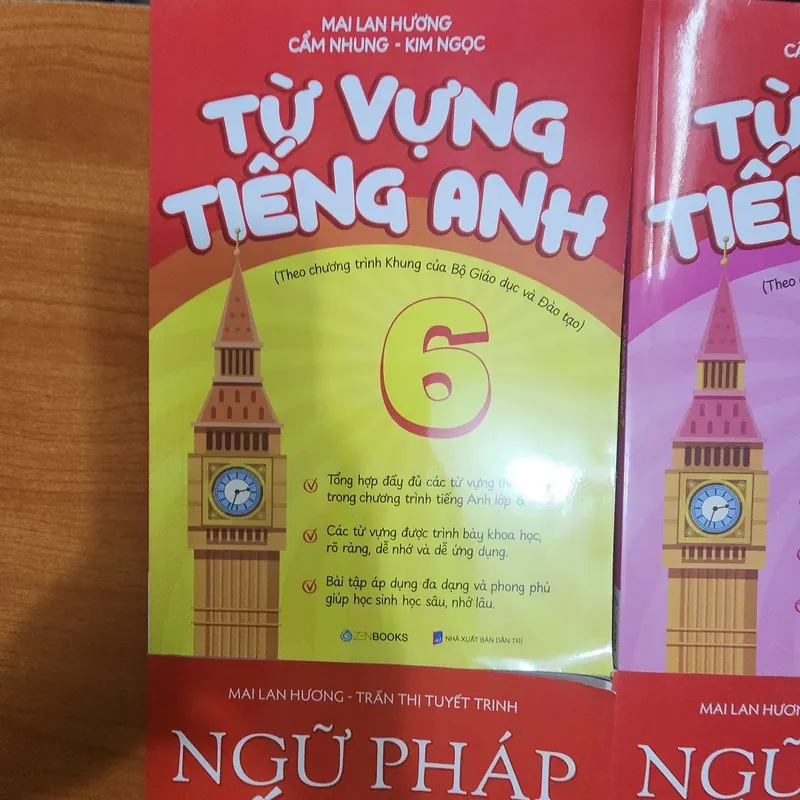 MAI LAN HƯƠNG
CẨM NHUNG - KIM NGỌC
TỪ VỰNG
TIẾNG ANH
(Theo chương trình Khung của Bộ Giáo dục và Đào tạo)
6
Tổng hợp đầy đủ các từ vựng
trong chương trình tiếng Anh lớp
Các từ vựng được trình bày khoa học,
rõ ràng, dễ nhớ và dễ ứng dụng.
Bài tập áp dụng đa dạng và phong phú
giúp học sinh học sâu, nhớ lâu.
ZENBOOKS
NHÀ XUẤT BẢN DÂN TRÍ
TỪ
(Theo
MAI LAN HƯƠNG - TRẦN THỊ TUYẾT TRINH
NGỮ PHÁP
MAI LAN